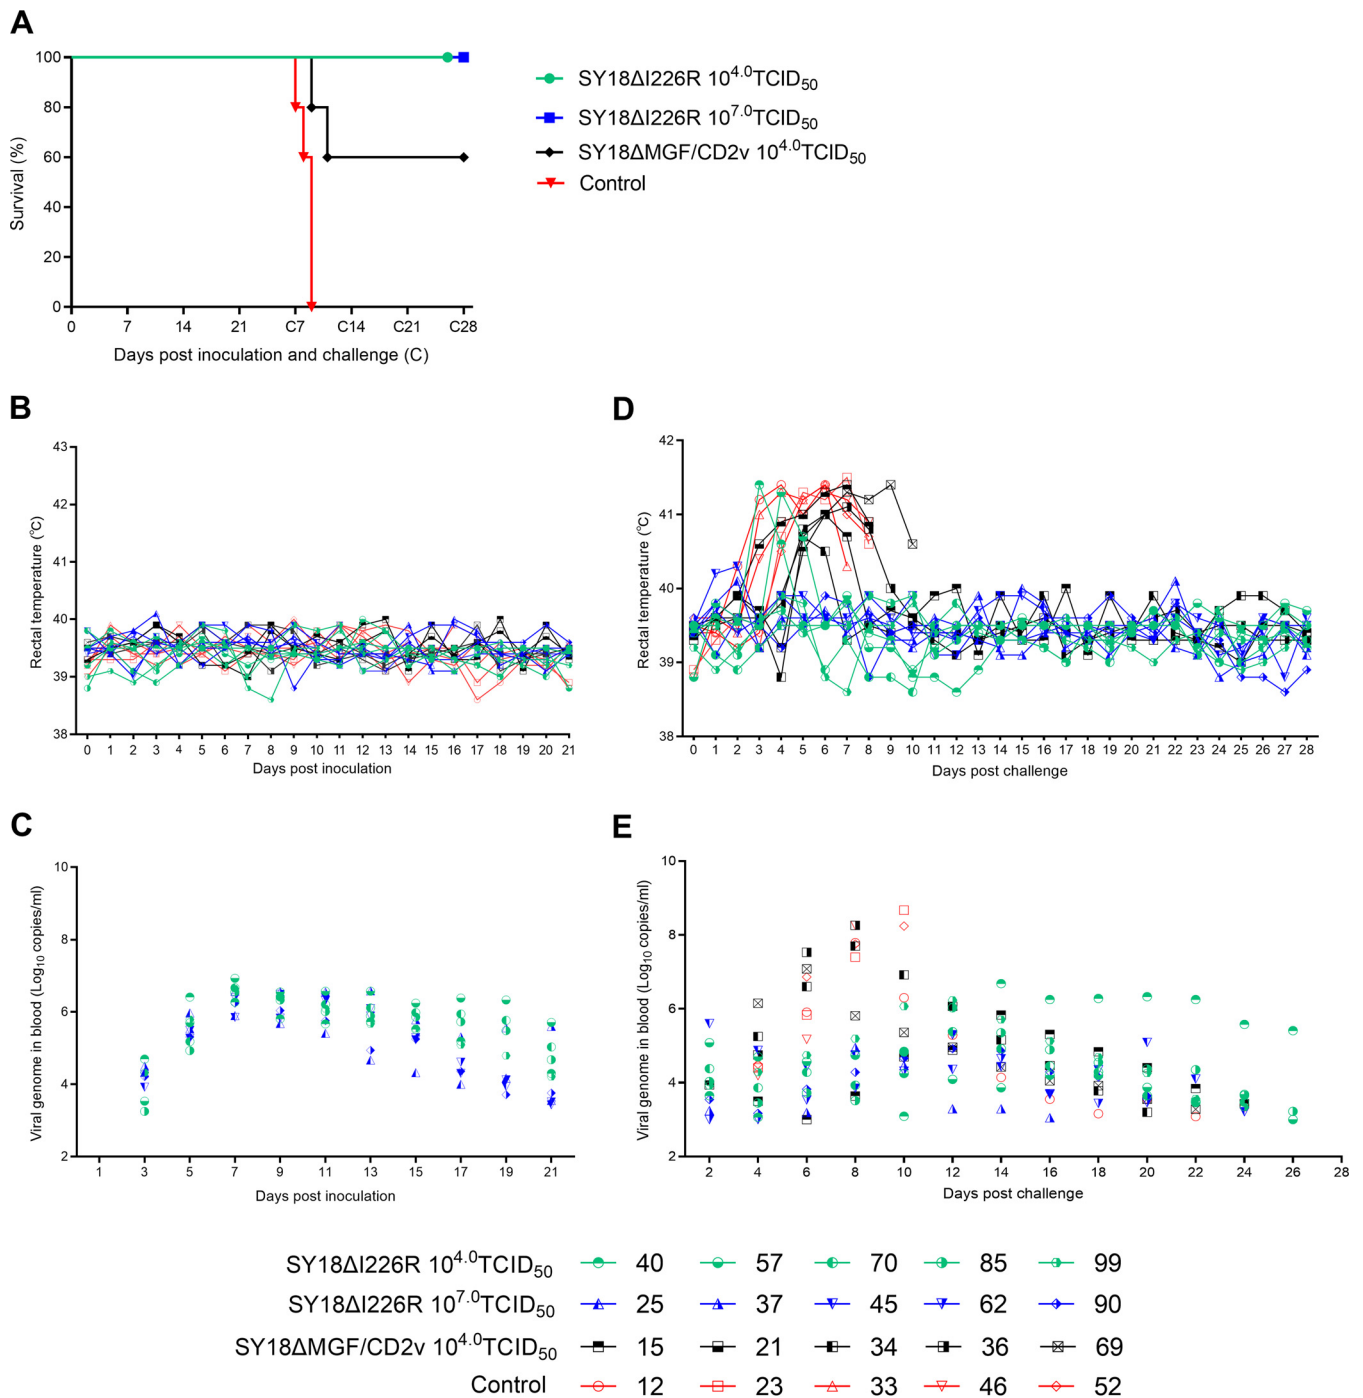 A
100
80
60
40
20
0
Survival (%)
0 7 14 21 C7 C14 C21 C28
Days post inoculation and challenge (C)
SY18ΔI226R 10^4.0TCID50
SY18ΔI226R 10^7.0TCID50
SY18ΔMGF/CD2v 10^4.0TCID50
Control
B
43
42
41
40
39
38
Rectal temperature (°C)
0 1 2 3 4 5 6 7 8 9 10 11 12 13 14 15 16 17 18 19 20 21
Days post inoculation
D
42
41
40
39
38
Rectal temperature (°C)
0 1 2 3 4 5 6 7 8 9 10 11 12 13 14 15 16 17 18 19 20 21 22 23 24 25 26 27 28
Days post challenge
C
10
8
6
4
2
Viral genome in blood (Log10 copies/ml)
1 3 5 7 9 11 13 15 17 19 21
Days post inoculation
E
10
8
6
4
2
Viral genome in blood (Log10 copies/ml)
2 4 6 8 10 12 14 16 18 20 22 24 26 28
Days post challenge
SY18ΔI226R 10^4.0TCID50 40 57 70 85 99
SY18ΔI226R 10^7.0TCID50 25 37 45 62 90
SY18ΔMGF/CD2v 10^4.0TCID50 15 21 34 36 69
Control 12 23 33 46 52